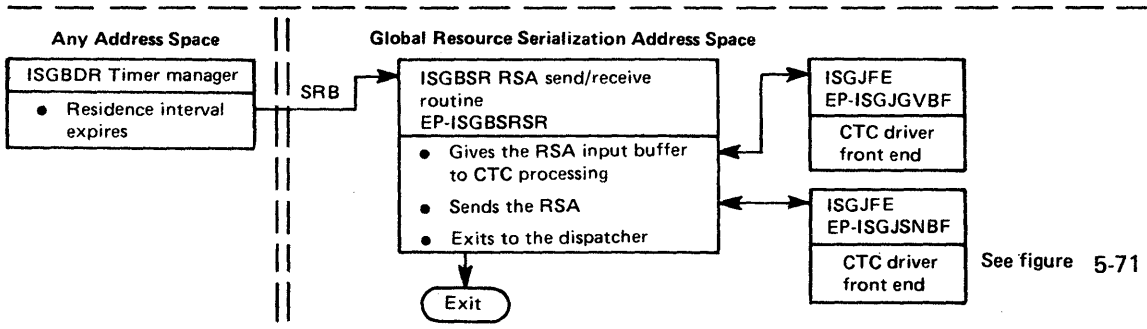 Any Address Space
Global Resource Serialization Address Space
ISGBDR Timer manager
● Residence interval
expires
SRB
ISGBSR RSA send/receive
routine
EP-ISGBSRSR
● Gives the RSA input buffer
to CTC processing
● Sends the RSA
● Exits to the dispatcher
Exit
ISGJFE
EP-ISGJGVBF
CTC driver
front end
ISGJFE
EP-ISGJSNBF
CTC driver
front end
See figure 5-71